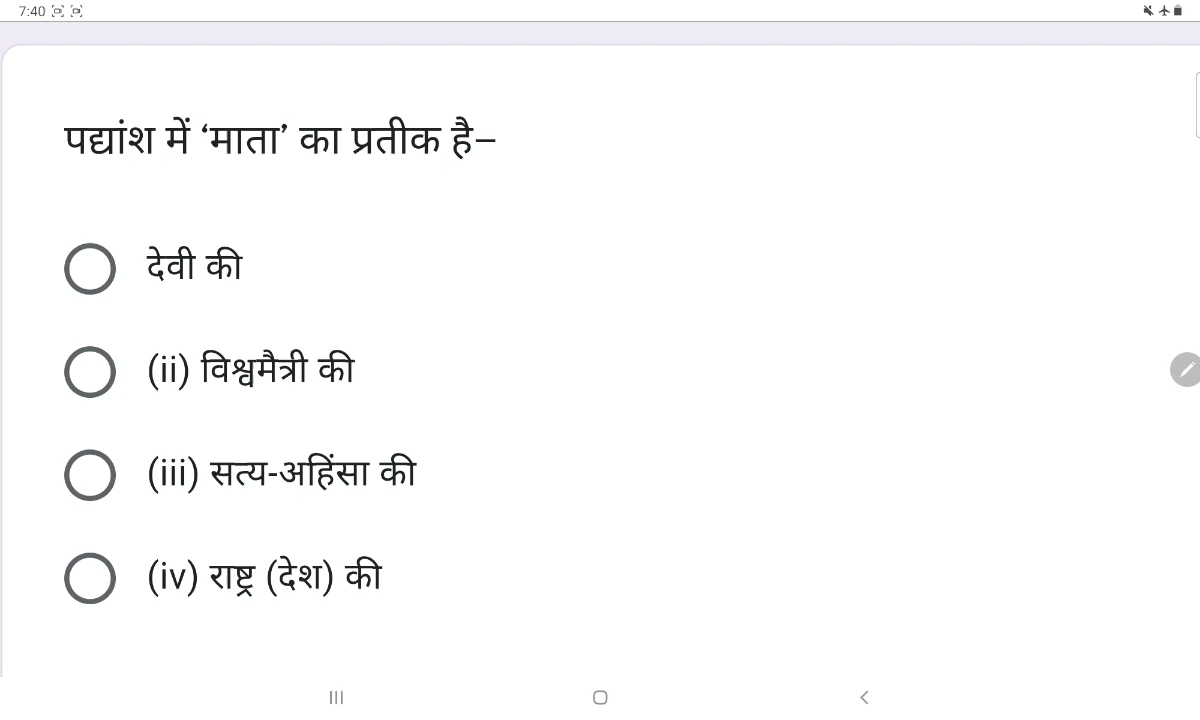 7:40
पद्यांश में ‘माता’ का प्रतीक है–
देवी की
(ii) विश्वमैत्री की
(iii) सत्य-अहिंसा की
(iv) राष्ट्र (देश) की